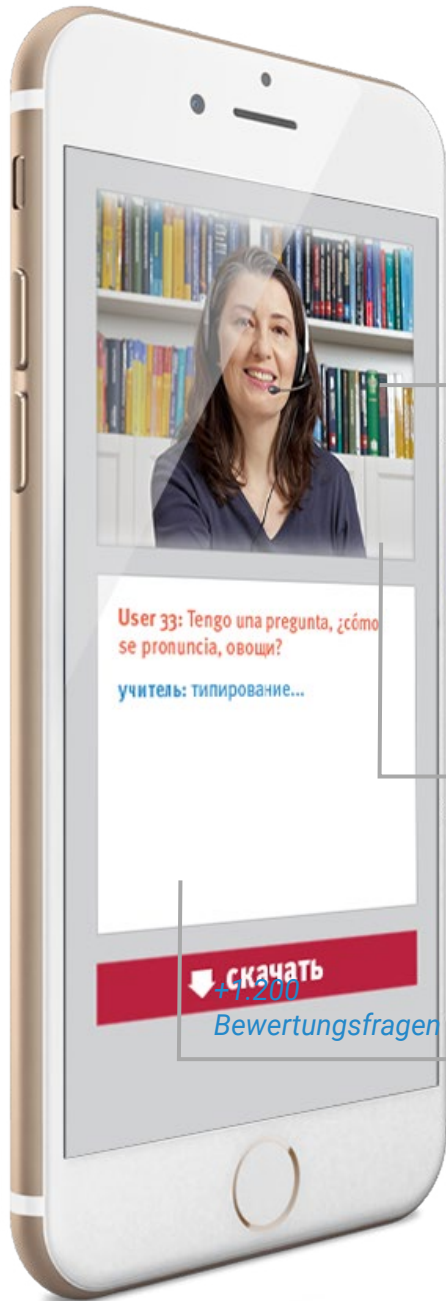 User 33: Tengo una pregunta, ¿cómo
se pronuncia, овощи?
учитель: типирование...
скачать
+1.200
Bewertungsfragen